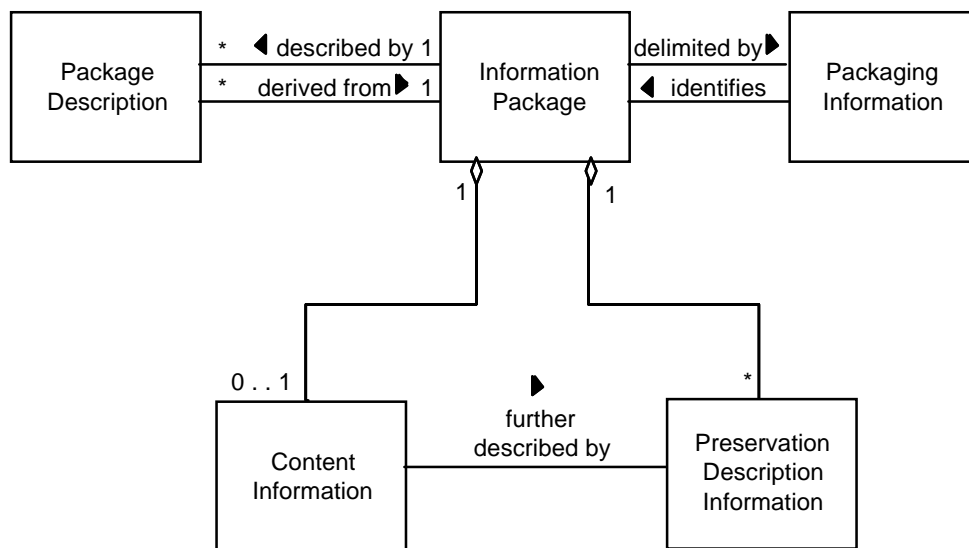 * described by 1
Package
Description
* derived from 1
Information
Package
delimited by
identifies
Packaging
Information
1
1
0 . . 1
*
further
described by
Content
Information
Preservation
Description
Information